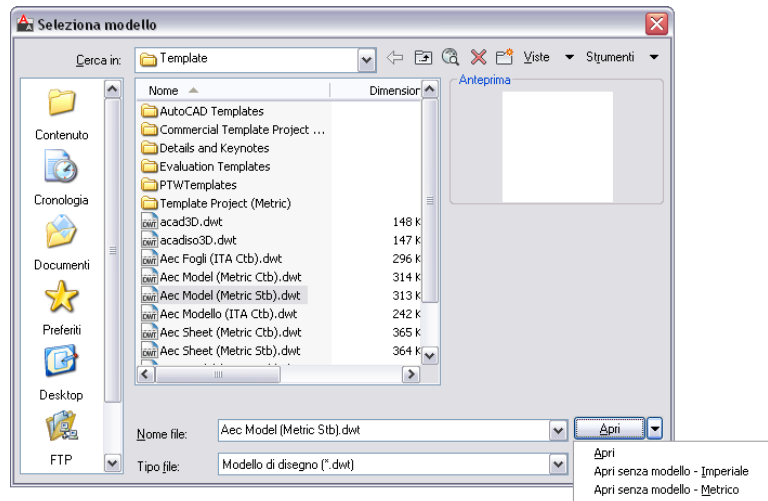 Seleziona modello
Cerca in: Template Viste Strumenti
Contenuto
Cronologia
Documenti
Preferiti
Desktop
FTP
Nome Dimension
AutoCAD Templates
Commercial Template Project ...
Details and Keynotes
Evaluation Templates
PTWTemplates
Template Project (Metric)
acad3D.dwt 148 K
acadiso3D.dwt 147 K
Aec Fogli (ITA Ctb).dwt 296 K
Aec Model (Metric Ctb).dwt 314 K
Aec Model (Metric Stb).dwt 313 K
Aec Modello (ITA Ctb).dwt 242 K
Aec Sheet (Metric Ctb).dwt 365 K
Aec Sheet (Metric Stb).dwt 364 K
Anteprima
Nome file: Aec Model (Metric Stb).dwt Apri
Tipo file: Modello di disegno (*.dwt)
Apri
Apri senza modello - Imperiale
Apri senza modello - Metrico